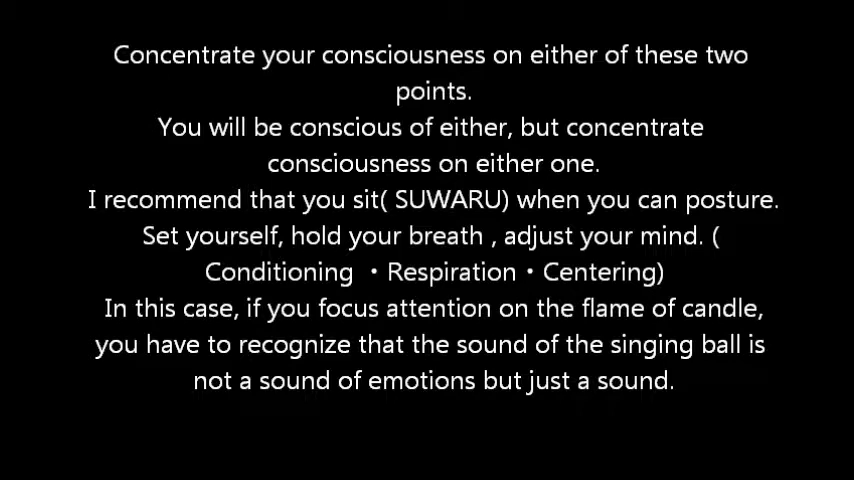 Concentrate your consciousness on either of these two
points.
You will be conscious of either, but concentrate
consciousness on either one.
I recommend that you sit( SUWARU) when you can posture.
Set yourself, hold your breath , adjust your mind. (
Conditioning ・Respiration・Centering)
In this case, if you focus attention on the flame of candle,
you have to recognize that the sound of the singing ball is
not a sound of emotions but just a sound.